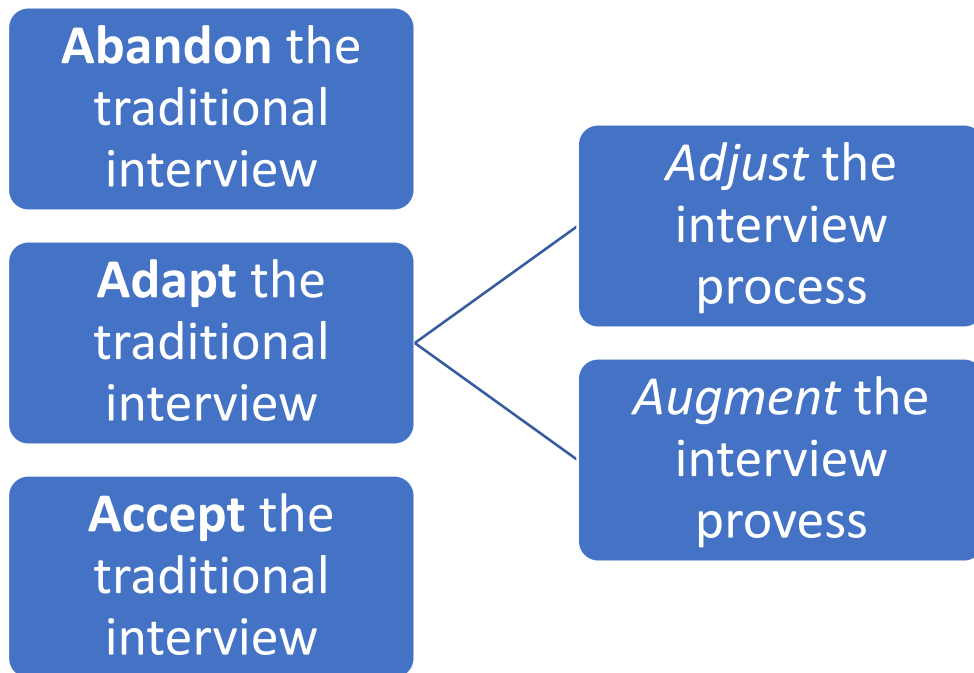 Abandon the
traditional
interview
Adapt the
traditional
interview
Accept the
traditional
interview
Adjust the
interview
process
Augment the
interview
provess